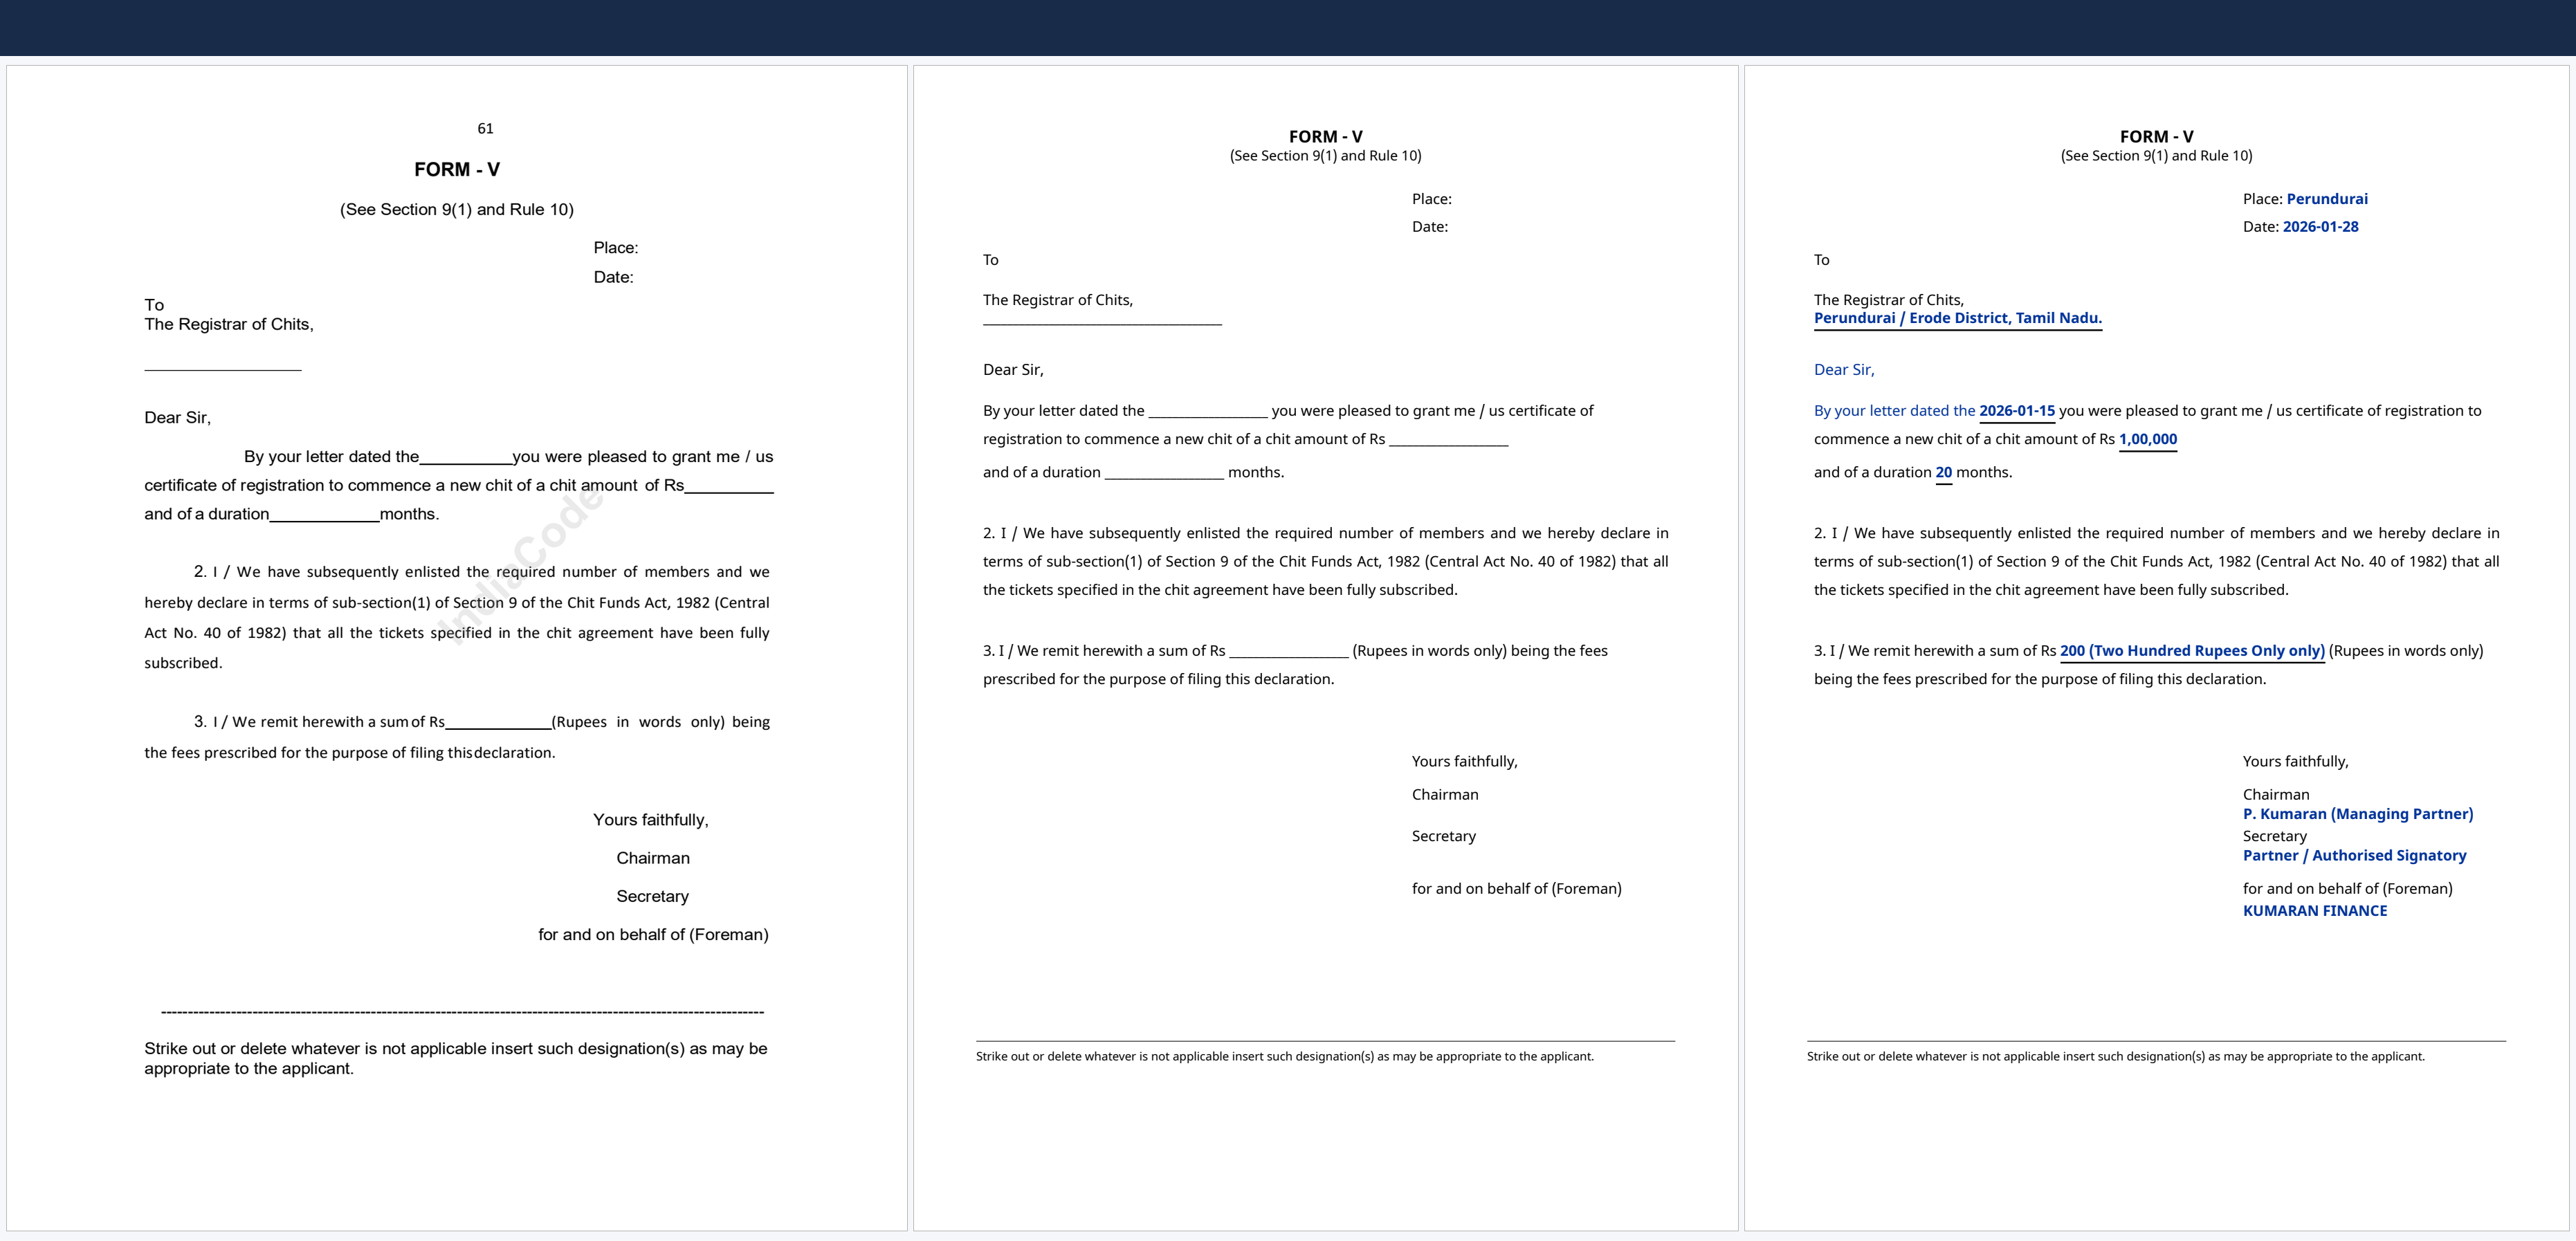 61
FORM - V
(See Section 9(1) and Rule 10)
Place:
Date:
To
The Registrar of Chits,
Dear Sir,
By your letter dated the__________you were pleased to grant me / us
certificate of registration to commence a new chit of a chit amount of Rs__________
and of a duration____________months.
2. I / We have subsequently enlisted the required number of members and we
hereby declare in terms of sub-section(1) of Section 9 of the Chit Funds Act, 1982 (Central
Act No. 40 of 1982) that all the tickets specified in the chit agreement have been fully
subscribed.
3. I / We remit herewith a sum of Rs____________(Rupees in words only) being
the fees prescribed for the purpose of filing this declaration.
IndiaCode
Yours faithfully,
Chairman
Secretary
for and on behalf of (Foreman)
Strike out or delete whatever is not applicable insert such designation(s) as may be
appropriate to the applicant.
FORM - V
(See Section 9(1) and Rule 10)
Place:
Date:
To
The Registrar of Chits,
Dear Sir,
By your letter dated the ________________ you were pleased to grant me / us certificate of
registration to commence a new chit of a chit amount of Rs ________________
and of a duration ________________ months.
2. I / We have subsequently enlisted the required number of members and we hereby declare in
terms of sub-section(1) of Section 9 of the Chit Funds Act, 1982 (Central Act No. 40 of 1982) that all
the tickets specified in the chit agreement have been fully subscribed.
3. I / We remit herewith a sum of Rs ________________ (Rupees in words only) being the fees
prescribed for the purpose of filing this declaration.
Yours faithfully,
Chairman
Secretary
for and on behalf of (Foreman)
Strike out or delete whatever is not applicable insert such designation(s) as may be appropriate to the applicant.
FORM - V
(See Section 9(1) and Rule 10)
Place: Perundurai
Date: 2026-01-28
To
The Registrar of Chits,
Perundurai / Erode District, Tamil Nadu.
Dear Sir,
By your letter dated the 2026-01-15 you were pleased to grant me / us certificate of registration to
commence a new chit of a chit amount of Rs 1,00,000
and of a duration 20 months.
2. I / We have subsequently enlisted the required number of members and we hereby declare in
terms of sub-section(1) of Section 9 of the Chit Funds Act, 1982 (Central Act No. 40 of 1982) that all
the tickets specified in the chit agreement have been fully subscribed.
3. I / We remit herewith a sum of Rs 200 (Two Hundred Rupees Only only) (Rupees in words only)
being the fees prescribed for the purpose of filing this declaration.
Yours faithfully,
Chairman
P. Kumaran (Managing Partner)
Secretary
Partner / Authorised Signatory
for and on behalf of (Foreman)
KUMARAN FINANCE
Strike out or delete whatever is not applicable insert such designation(s) as may be appropriate to the applicant.